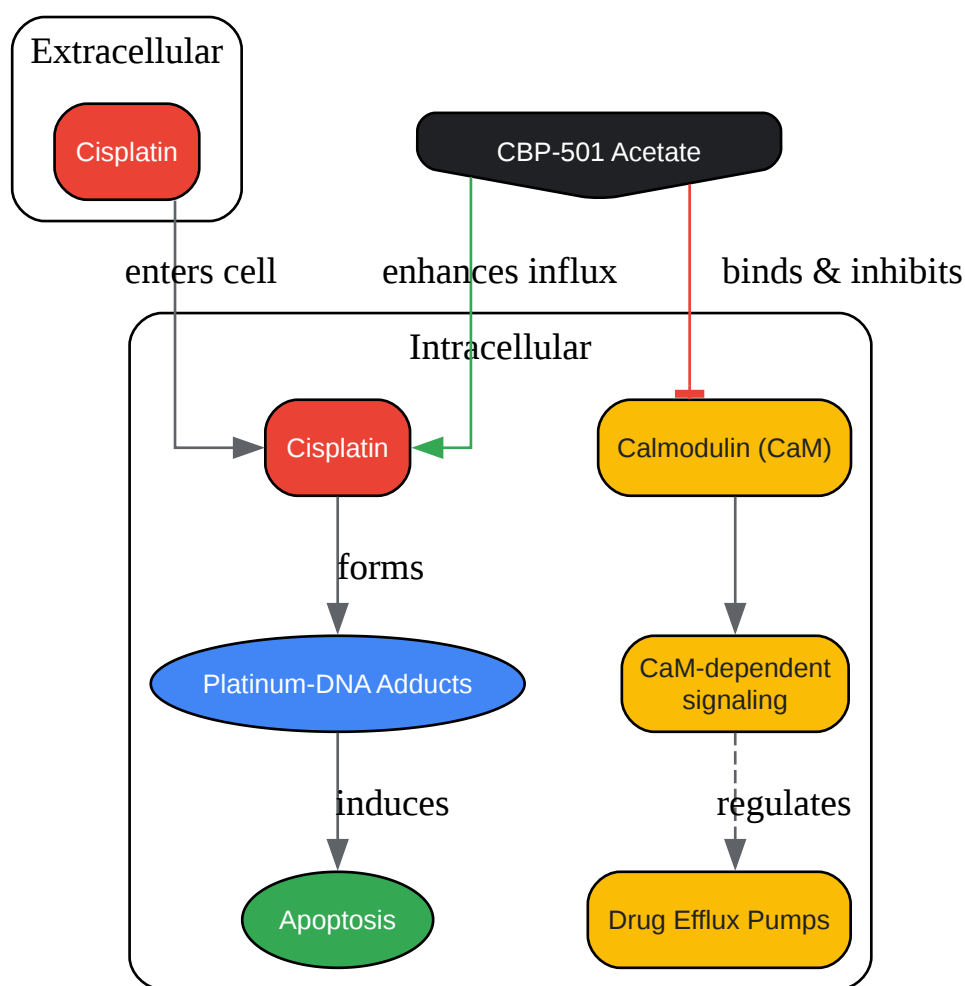 Extracellular
Cisplatin
CBP-501 Acetate
enters cell
enhances influx
binds & inhibits
Intracellular
Cisplatin
Calmodulin (CaM)
forms
Platinum-DNA Adducts
CaM-dependent
signaling
induces
regulates
Apoptosis
Drug Efflux Pumps